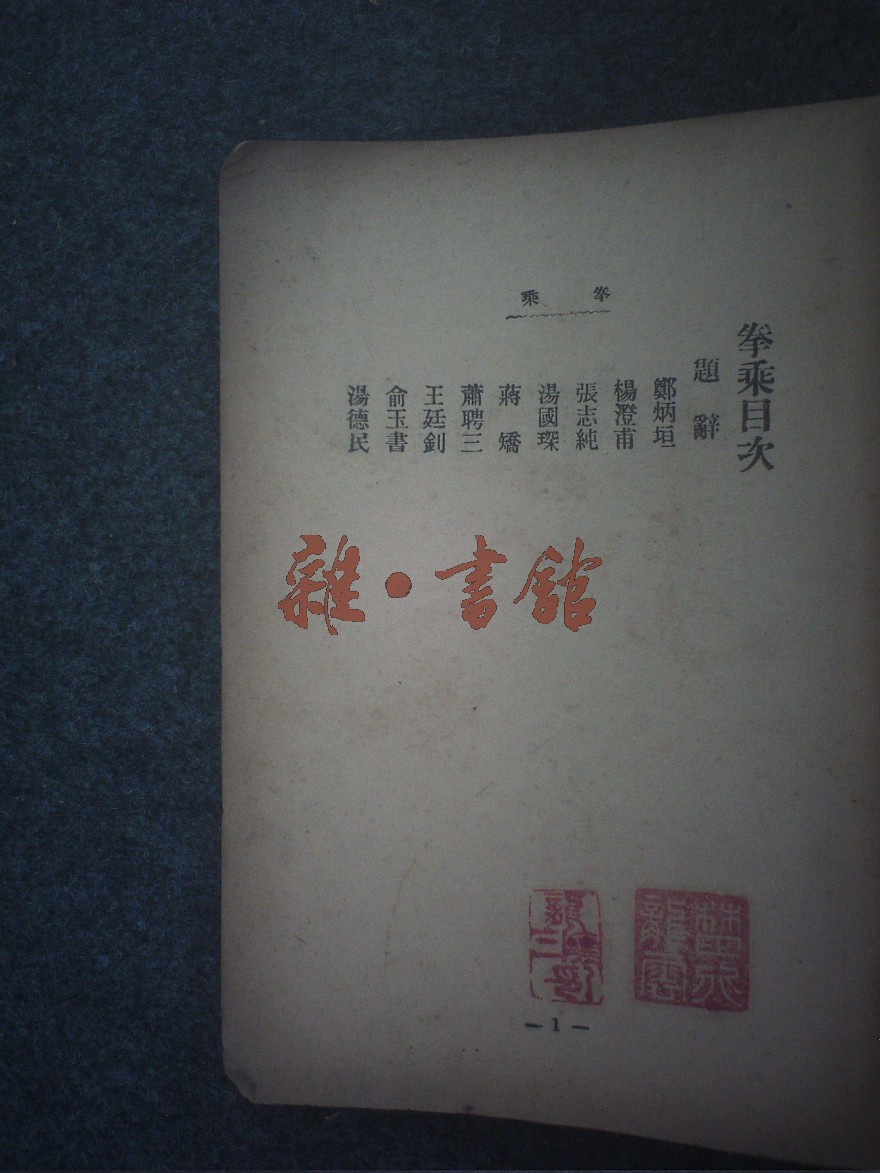 拳乘目次
題辭
鄭炳垣
楊澄甫
張志純
湯國琛
蔣矯
蕭聘三
王廷釗
俞玉書
湯德民
拳乘
雜·書館
— 1 —